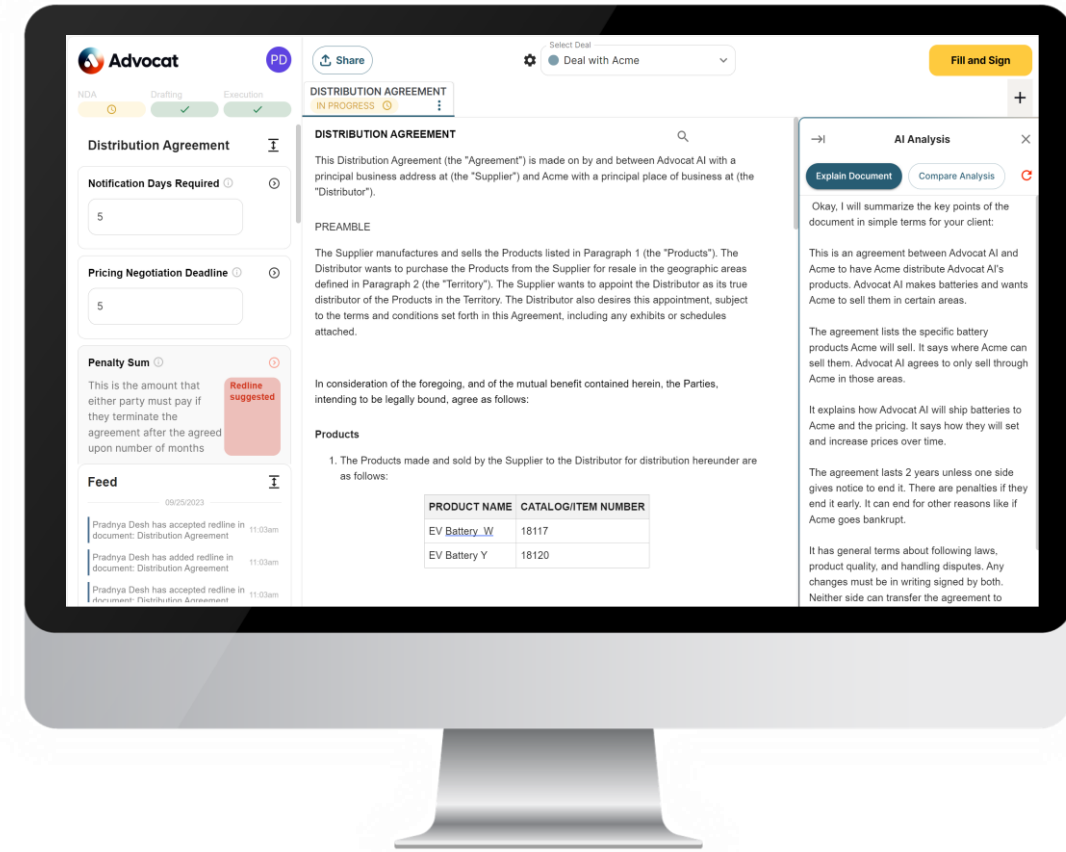 Advocat
PD
NDA
Drafting
Execution
Distribution Agreement
Notification Days Required
5
Pricing Negotiation Deadline
5
Penalty Sum
This is the amount that
either party must pay if
they terminate the
agreement after the agreed
upon number of months
Redline
suggested
Feed
09/25/2023
Pradnya Desh has accepted redline in
document: Distribution Agreement
11:03am
Pradnya Desh has added redline in
document: Distribution Agreement
11:03am
Pradnya Desh has accepted redline in
document: Distribution Agreement
11:03am
Share
Select Deal
Deal with Acme
Fill and Sign
DISTRIBUTION AGREEMENT
IN PROGRESS
DISTRIBUTION AGREEMENT
This Distribution Agreement (the "Agreement") is made on by and between Advocat AI with a
principal business address at (the "Supplier") and Acme with a principal place of business at (the
"Distributor").
PREAMBLE
The Supplier manufactures and sells the Products listed in Paragraph 1 (the "Products"). The
Distributor wants to purchase the Products from the Supplier for resale in the geographic areas
defined in Paragraph 2 (the "Territory"). The Supplier wants to appoint the Distributor as its true
distributor of the Products in the Territory. The Distributor also desires this appointment, subject
to the terms and conditions set forth in this Agreement, including any exhibits or schedules
attached.
In consideration of the foregoing, and of the mutual benefit contained herein, the Parties,
intending to be legally bound, agree as follows:
Products
1. The Products made and sold by the Supplier to the Distributor for distribution hereunder are
as follows:
PRODUCT NAME CATALOG/ITEM NUMBER
EV Battery W 18117
EV Battery Y 18120
AI Analysis
Explain Document
Compare Analysis
Okay, I will summarize the key points of the
document in simple terms for your client:
This is an agreement between Advocat AI and
Acme to have Acme distribute Advocat AI's
products. Advocat AI makes batteries and wants
Acme to sell them in certain areas.
The agreement lists the specific battery
products Acme will sell. It says where Acme can
sell them. Advocat AI agrees to only sell through
Acme in those areas.
It explains how Advocat AI will ship batteries to
Acme and the pricing. It says how they will set
and increase prices over time.
The agreement lasts 2 years unless one side
gives notice to end it. There are penalties if they
end it early. It can end for other reasons like if
Acme goes bankrupt.
It has general terms about following laws,
product quality, and handling disputes. Any
changes must be in writing signed by both.
Neither side can transfer the agreement to